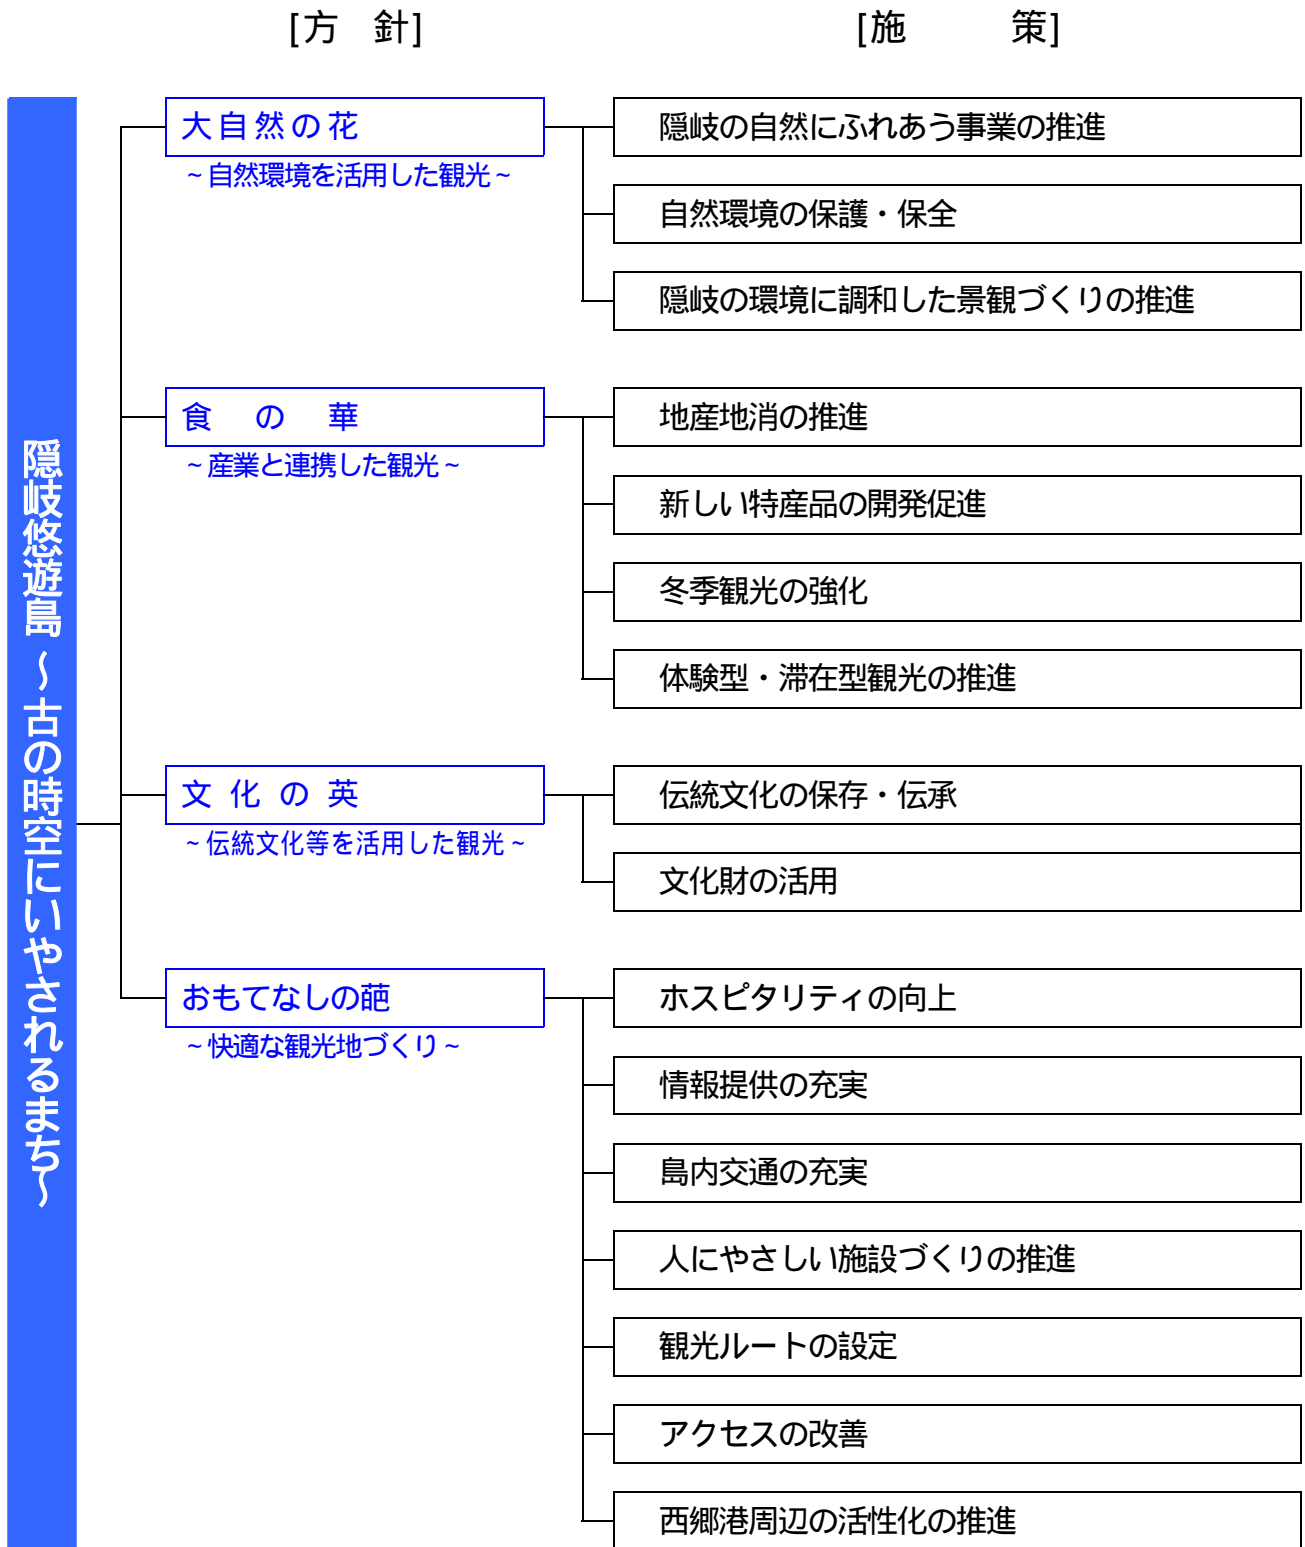 [方　針]
[施　　策]
隠岐悠遊島 ～古の時空にいやされるまち～
大自然の花
～自然環境を活用した観光～
隠岐の自然にふれあう事業の推進
自然環境の保護・保全
隠岐の環境に調和した景観づくりの推進
食　の　華
～産業と連携した観光～
地産地消の推進
新しい特産品の開発促進
冬季観光の強化
体験型・滞在型観光の推進
文 化 の 英
～伝統文化等を活用した観光～
伝統文化の保存・伝承
文化財の活用
おもてなしの葩
～快適な観光地づくり～
ホスピタリティの向上
情報提供の充実
島内交通の充実
人にやさしい施設づくりの推進
観光ルートの設定
アクセスの改善
西郷港周辺の活性化の推進